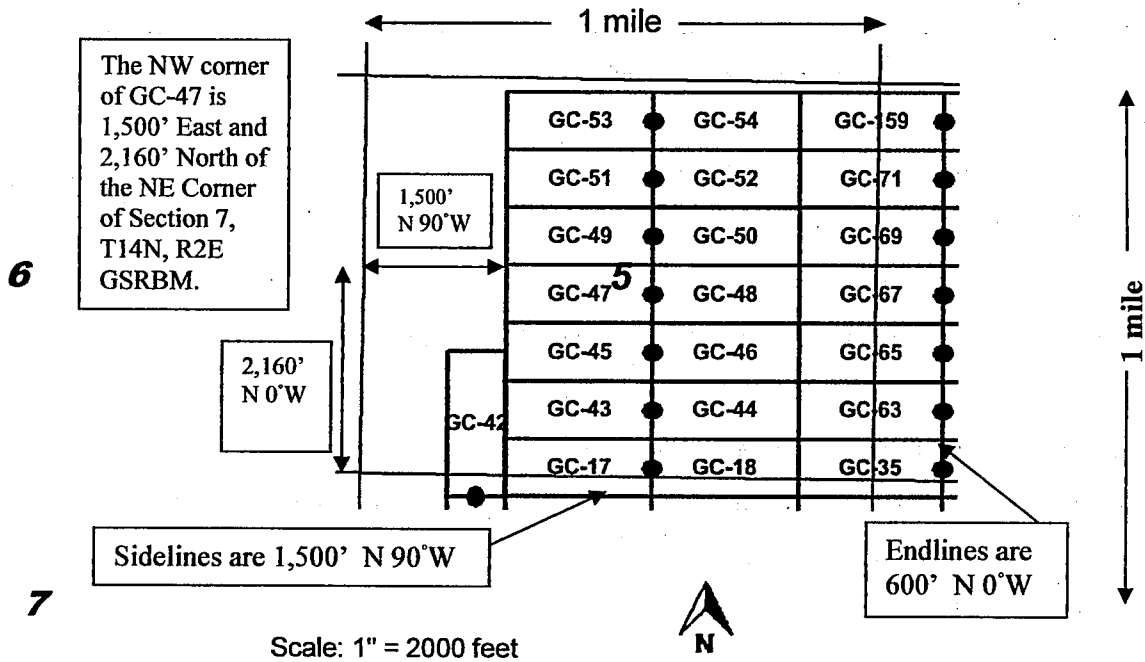 1 mile
The NW corner
of GC-47 is
1,500' East and
2,160' North of
the NE Corner
of Section 7,
T14N, R2E
GSRBM.
6
1,500'
N 90°W
2,160'
N 0°W
GC-53 GC-54 GC-159
GC-51 GC-52 GC-71
GC-49 GC-50 GC-69
GC-47 5 GC-48 GC-67
GC-45 GC-46 GC-65
GC-42
GC-43 GC-44 GC-63
GC-17 GC-18 GC-35
1 mile
Sidelines are 1,500' N 90°W
Endlines are
600' N 0°W
7
N
Scale: 1" = 2000 feet